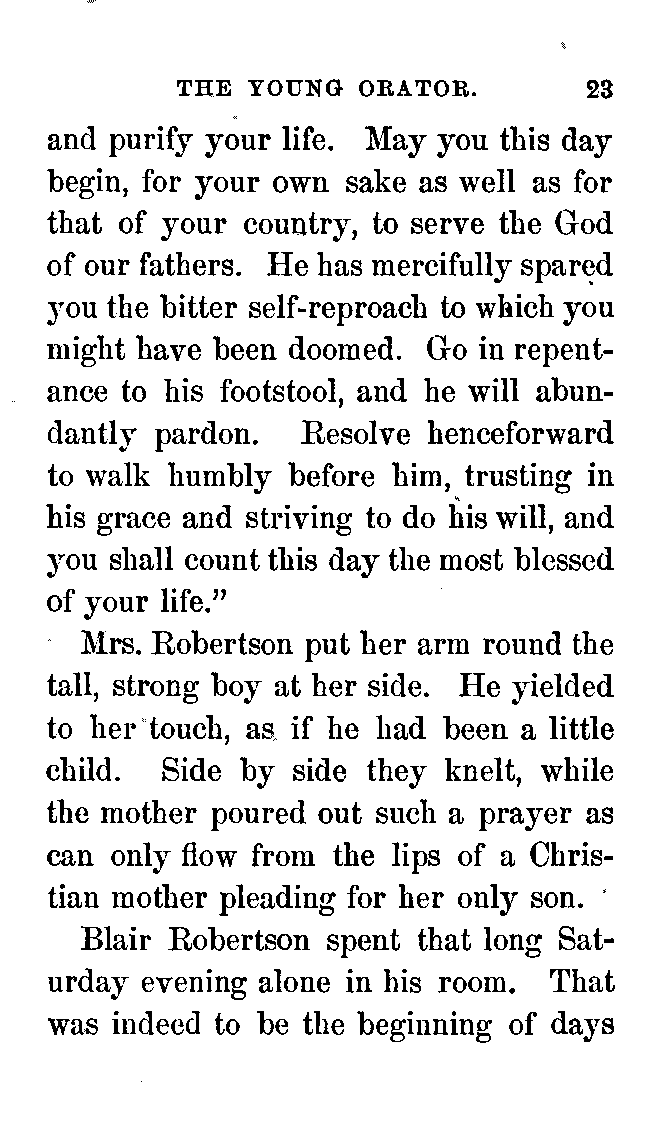 THE YOUNG ORATOR. 23
and purify your life. May you this day
begin, for your own sake as well as for
that of your country, to serve the God
of our fathers. He has mercifully spared
you the bitter self-reproach to which you
might have been doomed. Go in repent-
ance to his footstool, and he will abun-
dantly pardon. Resolve henceforward
to walk humbly before him, trusting in
his grace and striving to do his will, and
you shall count this day the most blessed
of your life."
Mrs. Robertson put her arm round the
tall, strong boy at her side. He yielded
to her touch, as if he had been a little
child. Side by side they knelt, while
the mother poured out such a prayer as
can only flow from the lips of a Chris-
tian mother pleading for her only son.
Blair Robertson spent that long Sat-
urday evening alone in his room. That
was indeed to be the beginning of days